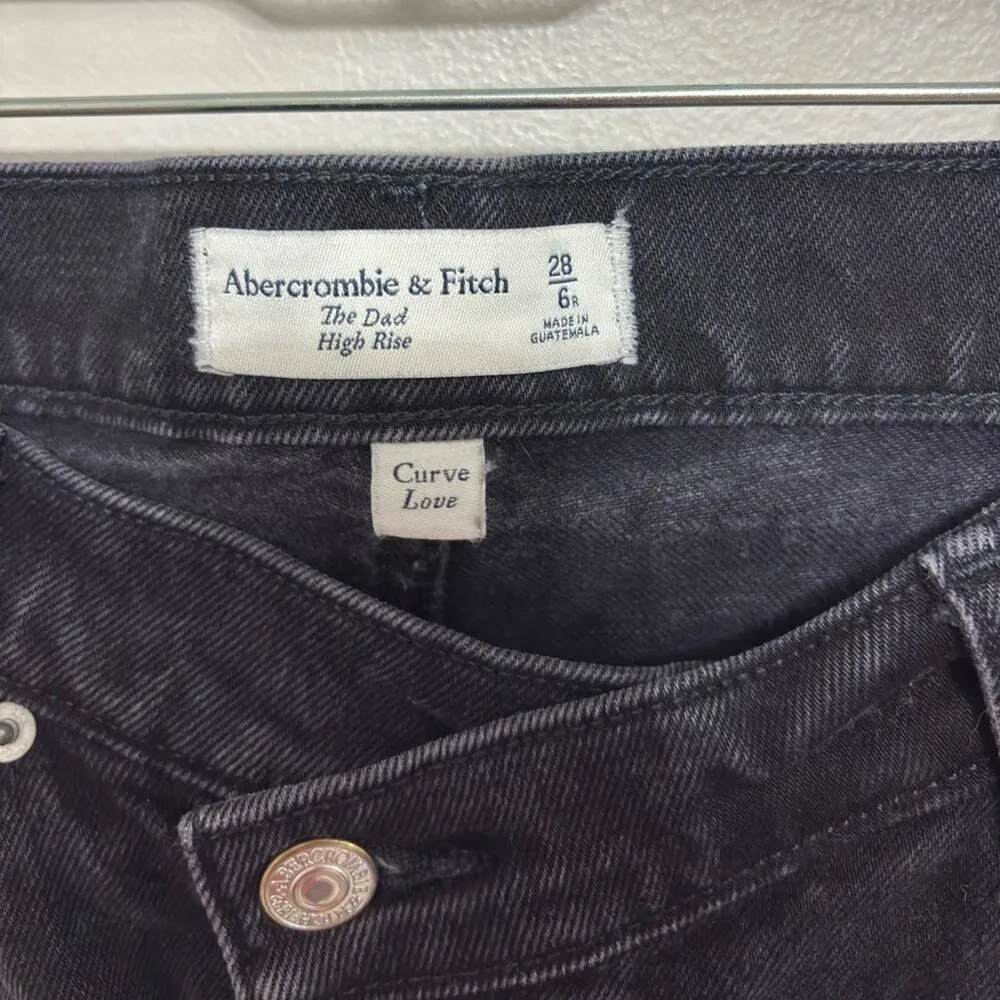 Abercrombie & Fitch
The Dad
High Rise
28
6R
MADE IN
GUATEMALA
Curve
Love
ABERCROMBIE